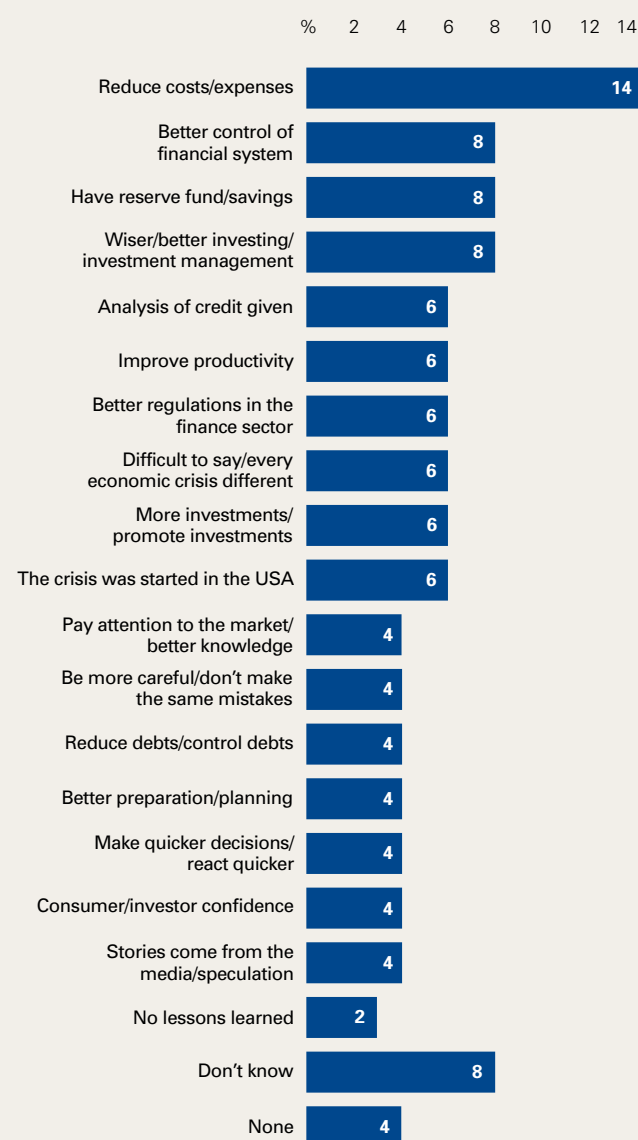 % 2 4 6 8 10 12 14
Reduce costs/expenses 14
Better control of
financial system 8
Have reserve fund/savings 8
Wiser/better investing/
investment management 8
Analysis of credit given 6
Improve productivity 6
Better regulations in the
finance sector 6
Difficult to say/every
economic crisis different 6
More investments/
promote investments 6
The crisis was started in the USA 6
Pay attention to the market/
better knowledge 4
Be more careful/don’t make
the same mistakes 4
Reduce debts/control debts 4
Better preparation/planning 4
Make quicker decisions/
react quicker 4
Consumer/investor confidence 4
Stories come from the
media/speculation 4
No lessons learned 2
Don’t know 8
None 4